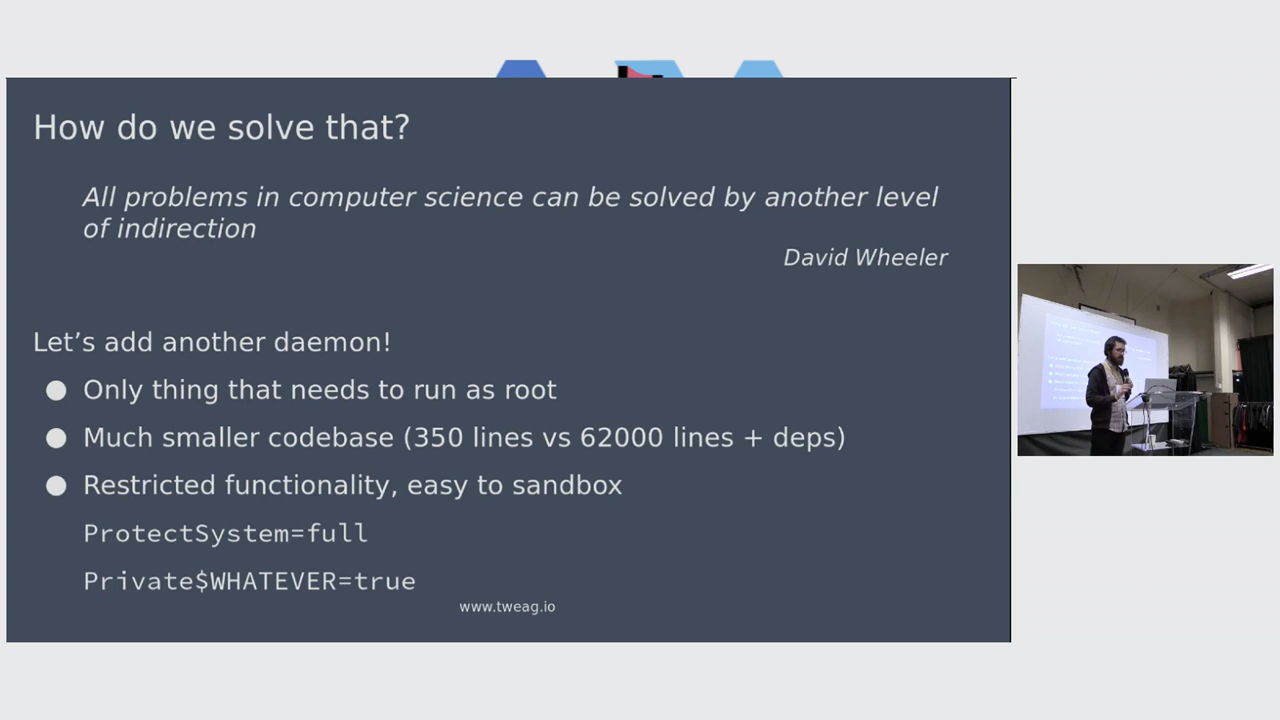 How do we solve that?
All problems in computer science can be solved by another level
of indirection
David Wheeler
Let’s add another daemon!
● Only thing that needs to run as root
● Much smaller codebase (350 lines vs 62000 lines + deps)
● Restricted functionality, easy to sandbox
ProtectSystem=full
Private$WHATEVER=true
www.tweag.io